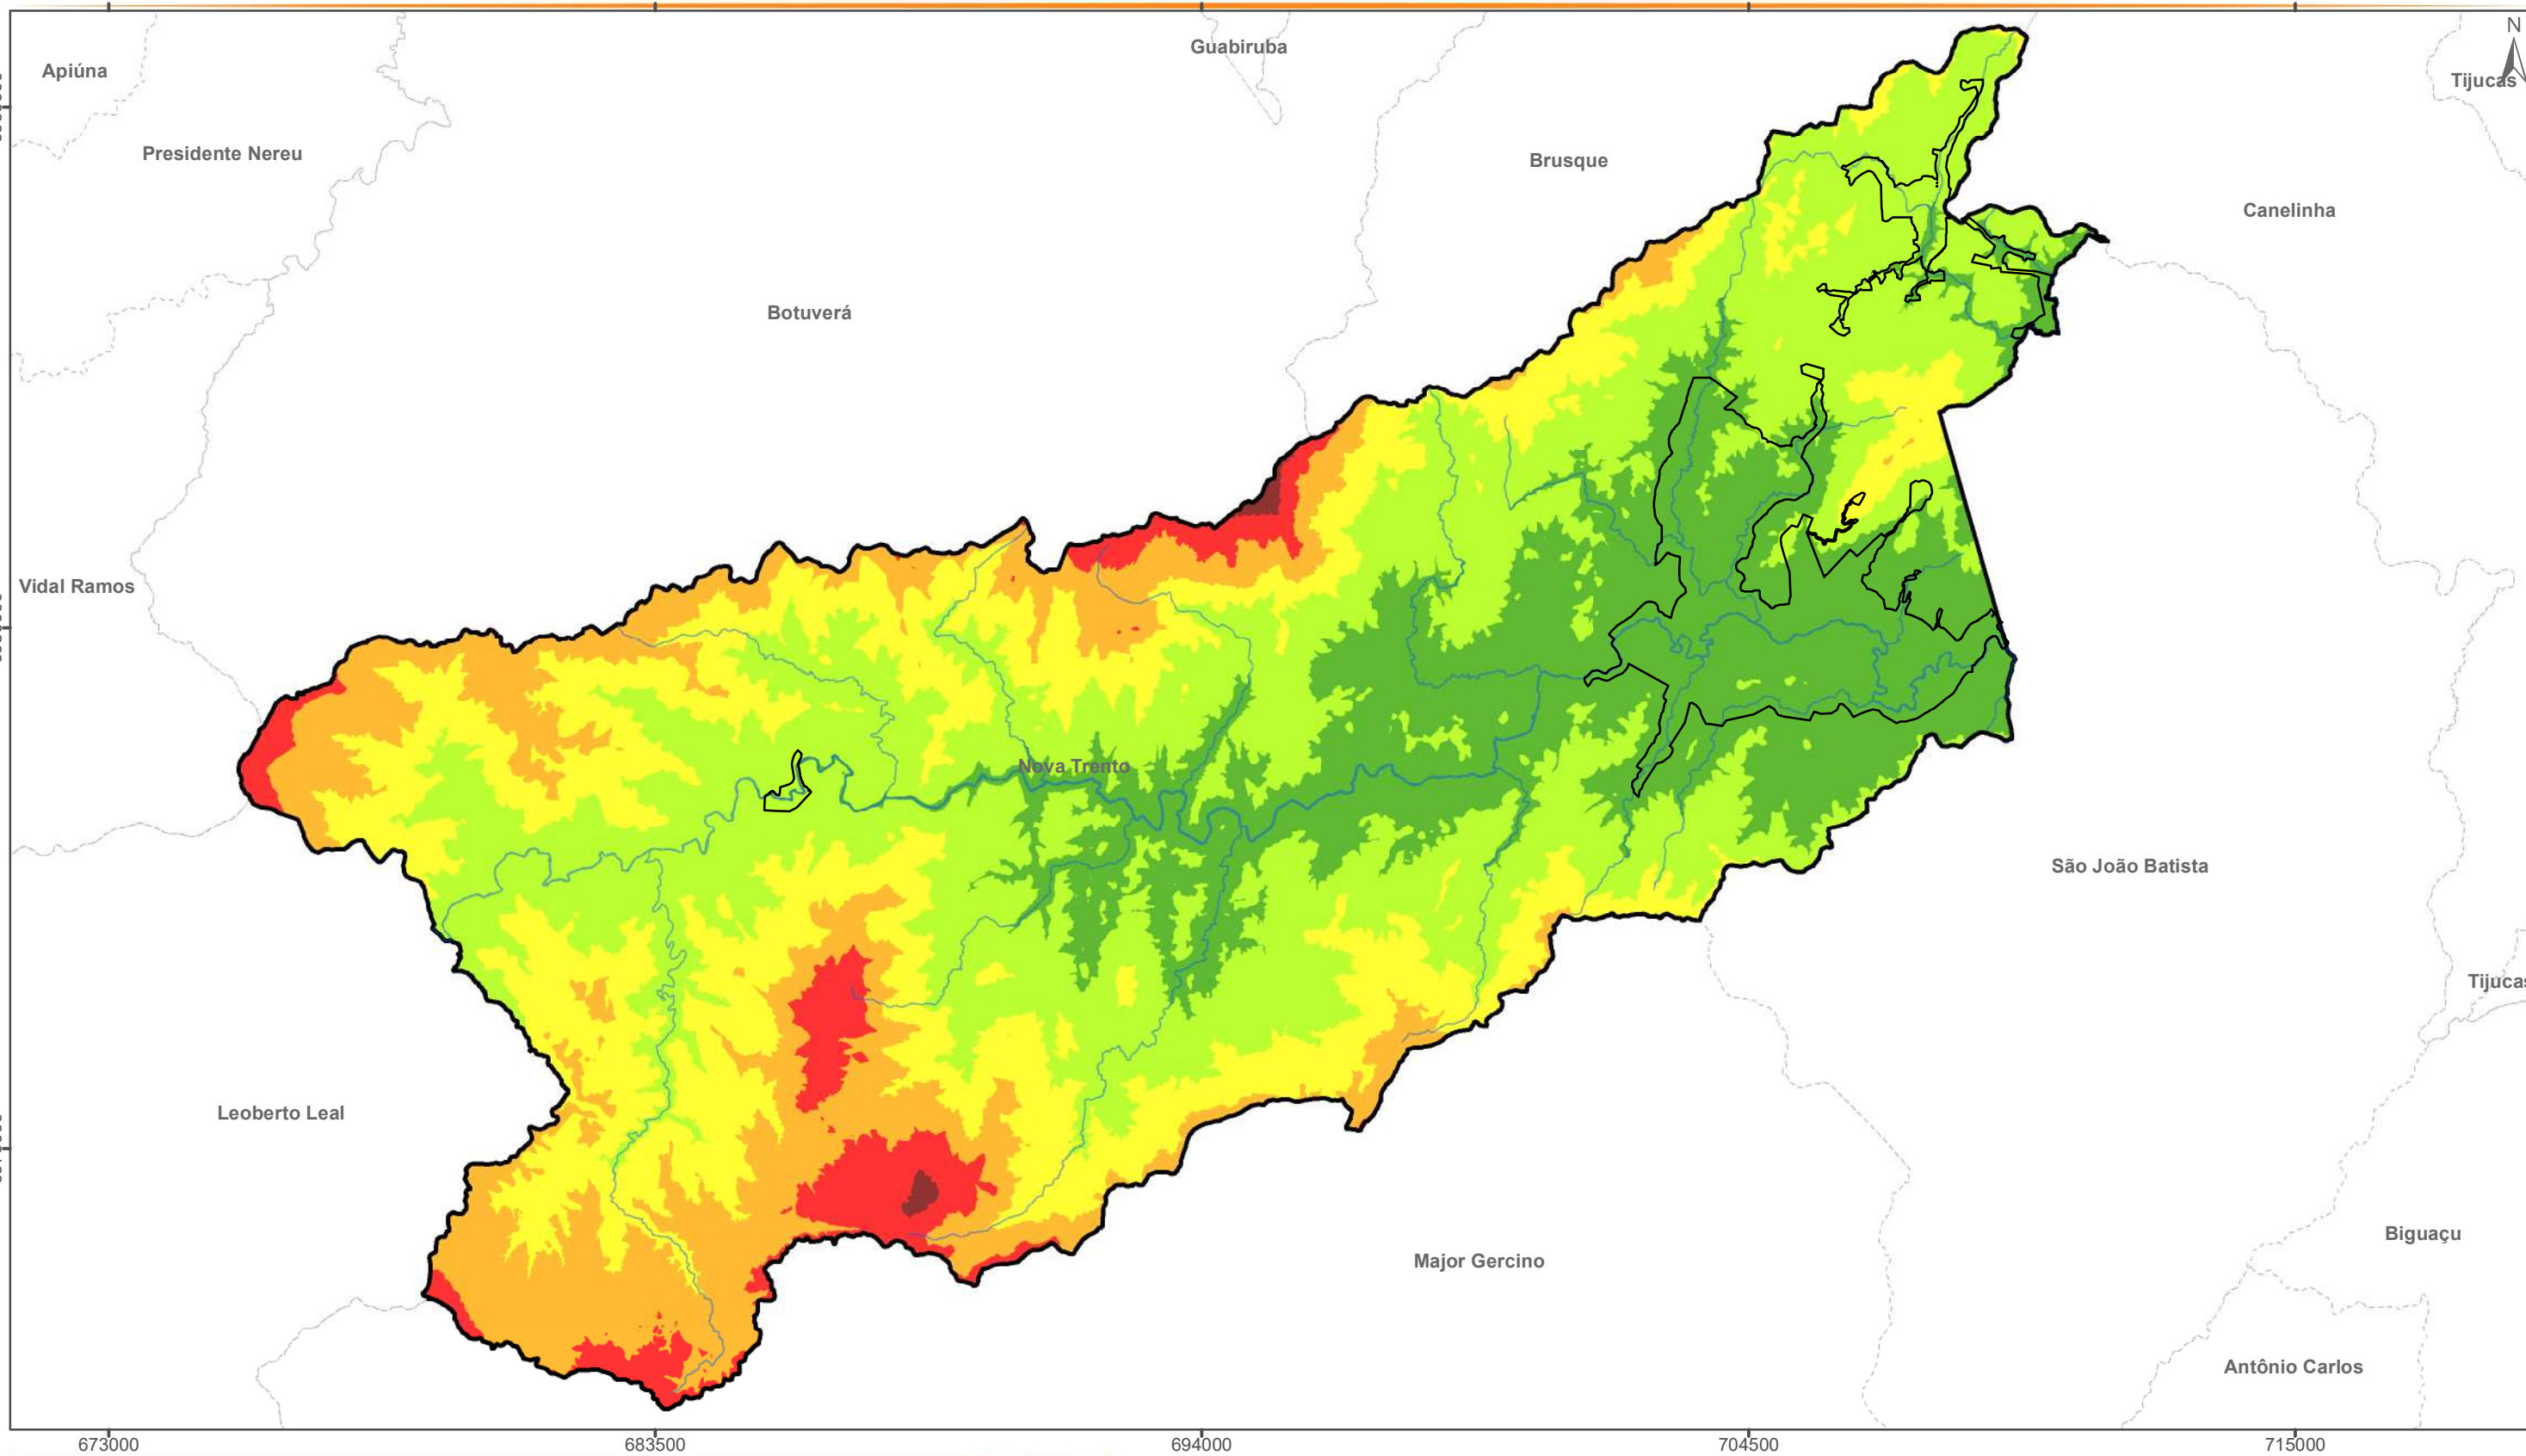 N
Guabiruba
Apiúna
Tijucas
Presidente Nereu
Brusque
Canelinha
Botuverá
Vidal Ramos
Nova Trento
São João Batista
Tijucas
Leoberto Leal
Biguaçu
Major Gercino
Antônio Carlos
673000
683500
694000
704500
715000